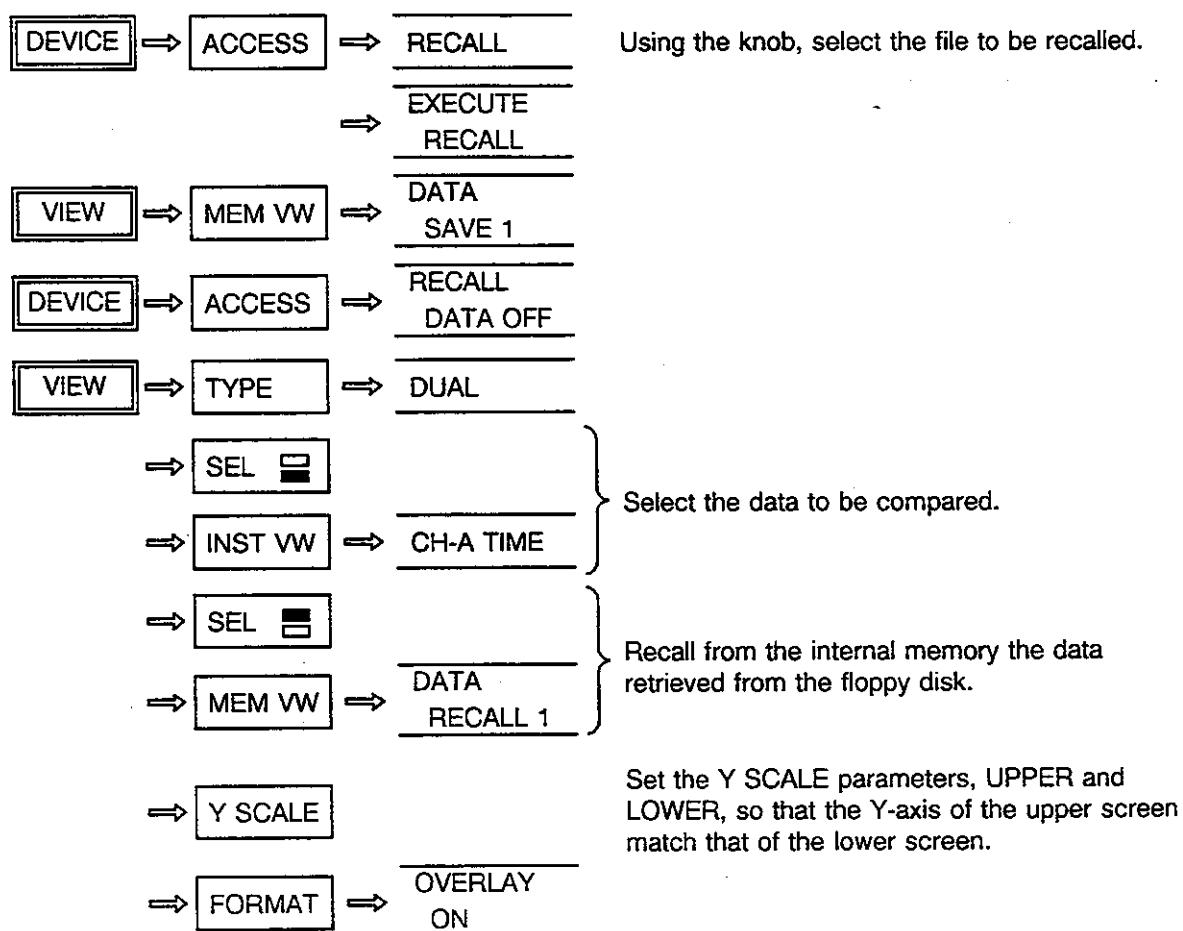 DEVICE ⇒ ACCESS ⇒ RECALL Using the knob, select the file to be recalled.
⇒ EXECUTE
RECALL
VIEW ⇒ MEM VW ⇒ DATA
SAVE 1
DEVICE ⇒ ACCESS ⇒ RECALL
DATA OFF
VIEW ⇒ TYPE ⇒ DUAL
⇒ SEL
⇒ INST VW ⇒ CH-A TIME
Select the data to be compared.
⇒ SEL
⇒ MEM VW ⇒ DATA
RECALL 1
Recall from the internal memory the data
retrieved from the floppy disk.
⇒ Y SCALE
Set the Y SCALE parameters, UPPER and
LOWER, so that the Y-axis of the upper screen
match that of the lower screen.
⇒ FORMAT ⇒ OVERLAY
ON